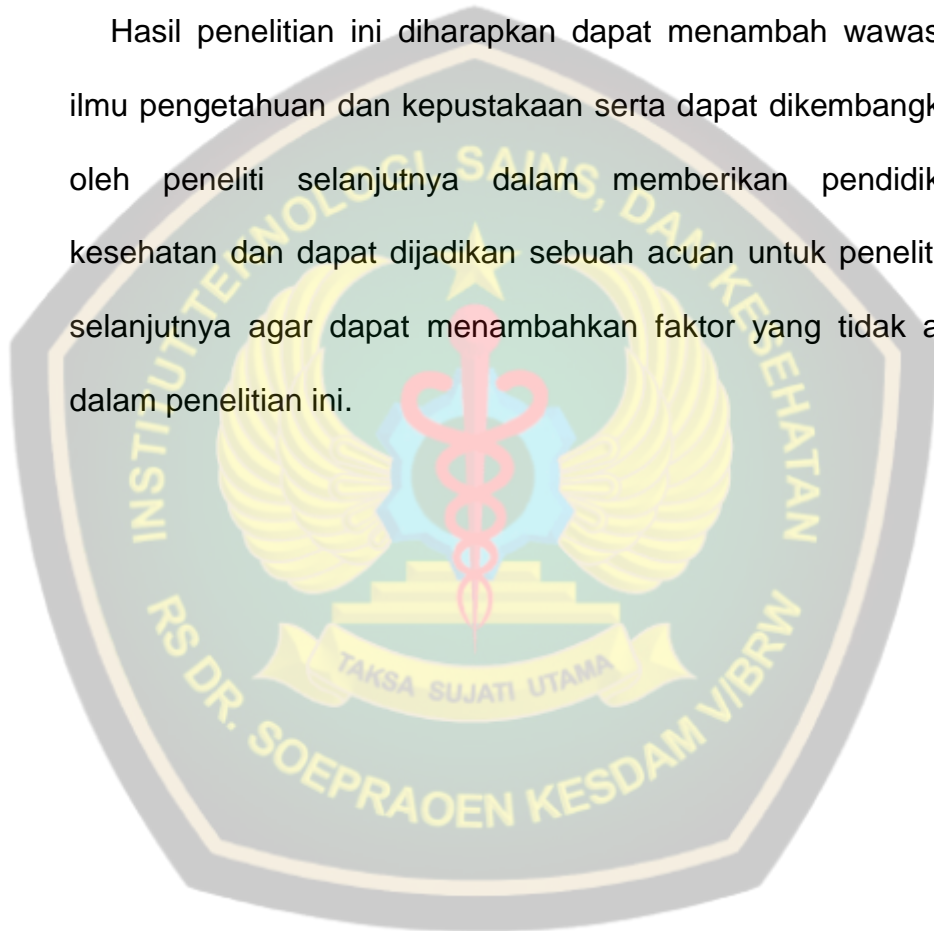 Hasil penelitian ini diharapkan dapat menambah wawas
ilmu pengetahuan dan kepustakaan serta dapat dikembangk
oleh peneliti selanjutnya dalam memberikan pendidik
kesehatan dan dapat dijadikan sebuah acuan untuk penelit
selanjutnya agar dapat menambahkan faktor yang tidak a
dalam penelitian ini.
INSTITUT TEKNOLOGI, SAINS, DAN KESEHATAN
TAKSA SUJATI UTAMA
RS DR. SOEPRAOEN KESDAM V/BRW